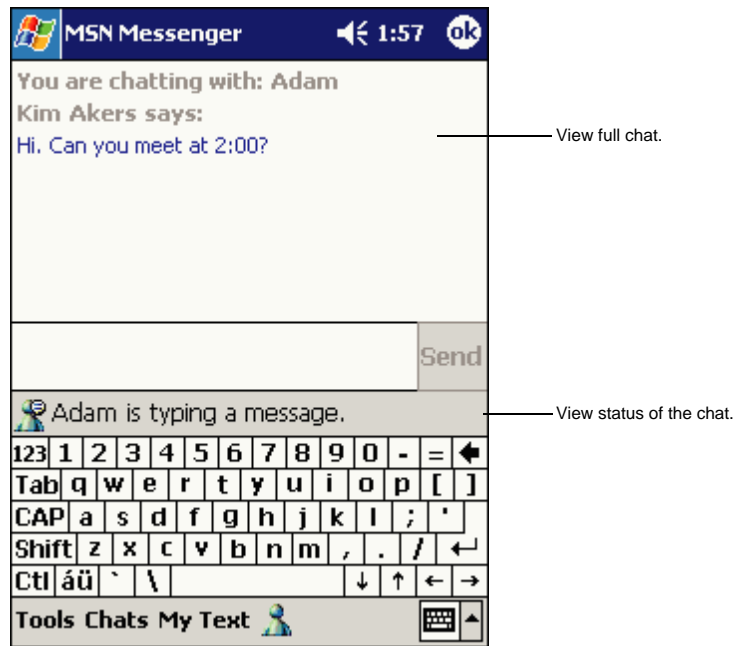 MSN Messenger 1:57 ok
You are chatting with: Adam
Kim Akers says:
Hi. Can you meet at 2:00?
View full chat.
Send
Adam is typing a message.
View status of the chat.
123 1 2 3 4 5 6 7 8 9 0 - =
Tab q w e r t y u i o p [ ]
CAP a s d f g h j k l ; '
Shift z x c v b n m , . / ↵
Ctl áü ` \ ↓ ↑ ← →
Tools Chats My Text